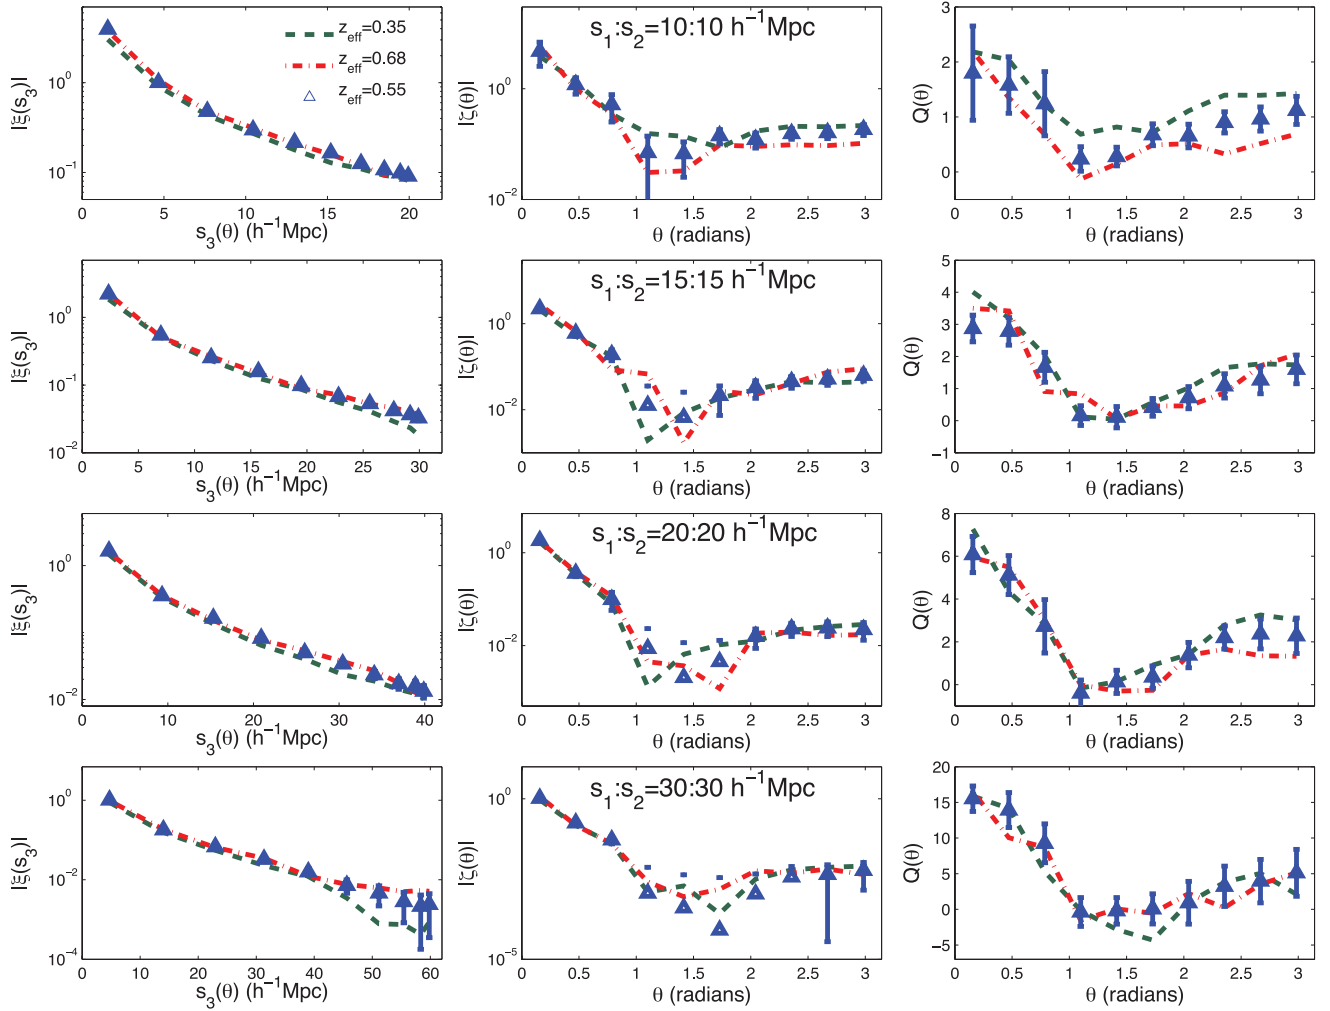 z_eff=0.35
z_eff=0.68
z_eff=0.55
10^0
10^-1
|ξ(s_3)|
0 5 10 15 20
s_3(θ) (h^-1Mpc)
s_1:s_2=10:10 h^-1Mpc
10^0
10^-2
|ζ(θ)|
0 0.5 1 1.5 2 2.5 3
θ (radians)
3
2
1
0
Q(θ)
0 0.5 1 1.5 2 2.5 3
θ (radians)
10^0
10^-1
10^-2
|ξ(s_3)|
0 5 10 15 20 25 30
s_3(θ) (h^-1Mpc)
s_1:s_2=15:15 h^-1Mpc
10^0
10^-2
|ζ(θ)|
0 0.5 1 1.5 2 2.5 3
θ (radians)
5
4
3
2
1
0
−1
Q(θ)
0 0.5 1 1.5 2 2.5 3
θ (radians)
10^0
10^-2
|ξ(s_3)|
0 10 20 30 40
s_3(θ) (h^-1Mpc)
s_1:s_2=20:20 h^-1Mpc
10^0
10^-2
|ζ(θ)|
0 0.5 1 1.5 2 2.5 3
θ (radians)
8
6
4
2
0
Q(θ)
0 0.5 1 1.5 2 2.5 3
θ (radians)
10^0
10^-2
10^-4
|ξ(s_3)|
0 10 20 30 40 50 60
s_3(θ) (h^-1Mpc)
s_1:s_2=30:30 h^-1Mpc
10^0
10^-5
|ζ(θ)|
0 0.5 1 1.5 2 2.5 3
θ (radians)
20
15
10
5
0
−5
Q(θ)
0 0.5 1 1.5 2 2.5 3
θ (radians)